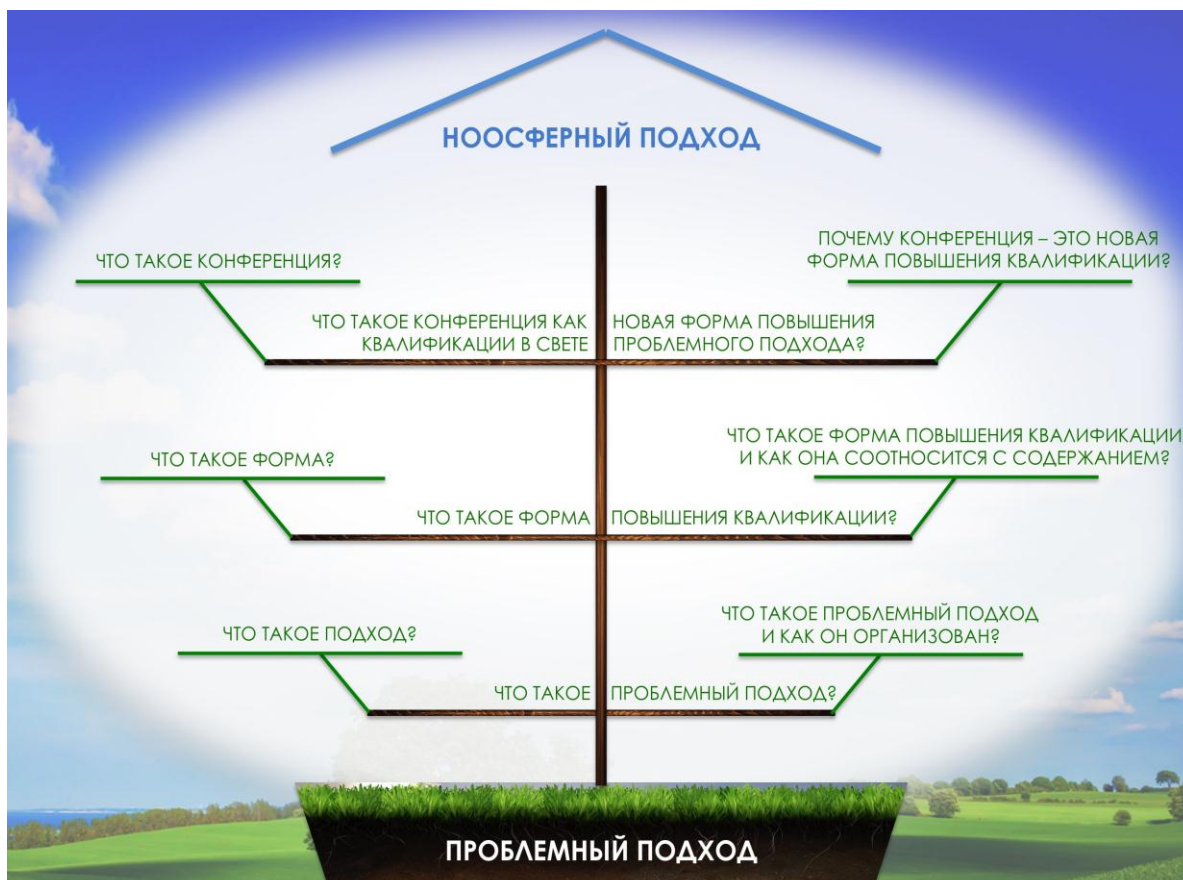 НООСФЕРНЫЙ ПОДХОД
ЧТО ТАКОЕ КОНФЕРЕНЦИЯ?
ПОЧЕМУ КОНФЕРЕНЦИЯ – ЭТО НОВАЯ
ФОРМА ПОВЫШЕНИЯ КВАЛИФИКАЦИИ?
ЧТО ТАКОЕ КОНФЕРЕНЦИЯ КАК НОВАЯ ФОРМА ПОВЫШЕНИЯ
КВАЛИФИКАЦИИ В СВЕТЕ ПРОБЛЕМНОГО ПОДХОДА?
ЧТО ТАКОЕ ФОРМА?
ЧТО ТАКОЕ ФОРМА ПОВЫШЕНИЯ КВАЛИФИКАЦИИ
И КАК ОНА СООТНОСИТСЯ С СОДЕРЖАНИЕМ?
ЧТО ТАКОЕ ФОРМА ПОВЫШЕНИЯ КВАЛИФИКАЦИИ?
ЧТО ТАКОЕ ПОДХОД?
ЧТО ТАКОЕ ПРОБЛЕМНЫЙ ПОДХОД
И КАК ОН ОРГАНИЗОВАН?
ЧТО ТАКОЕ ПРОБЛЕМНЫЙ ПОДХОД?
ПРОБЛЕМНЫЙ ПОДХОД